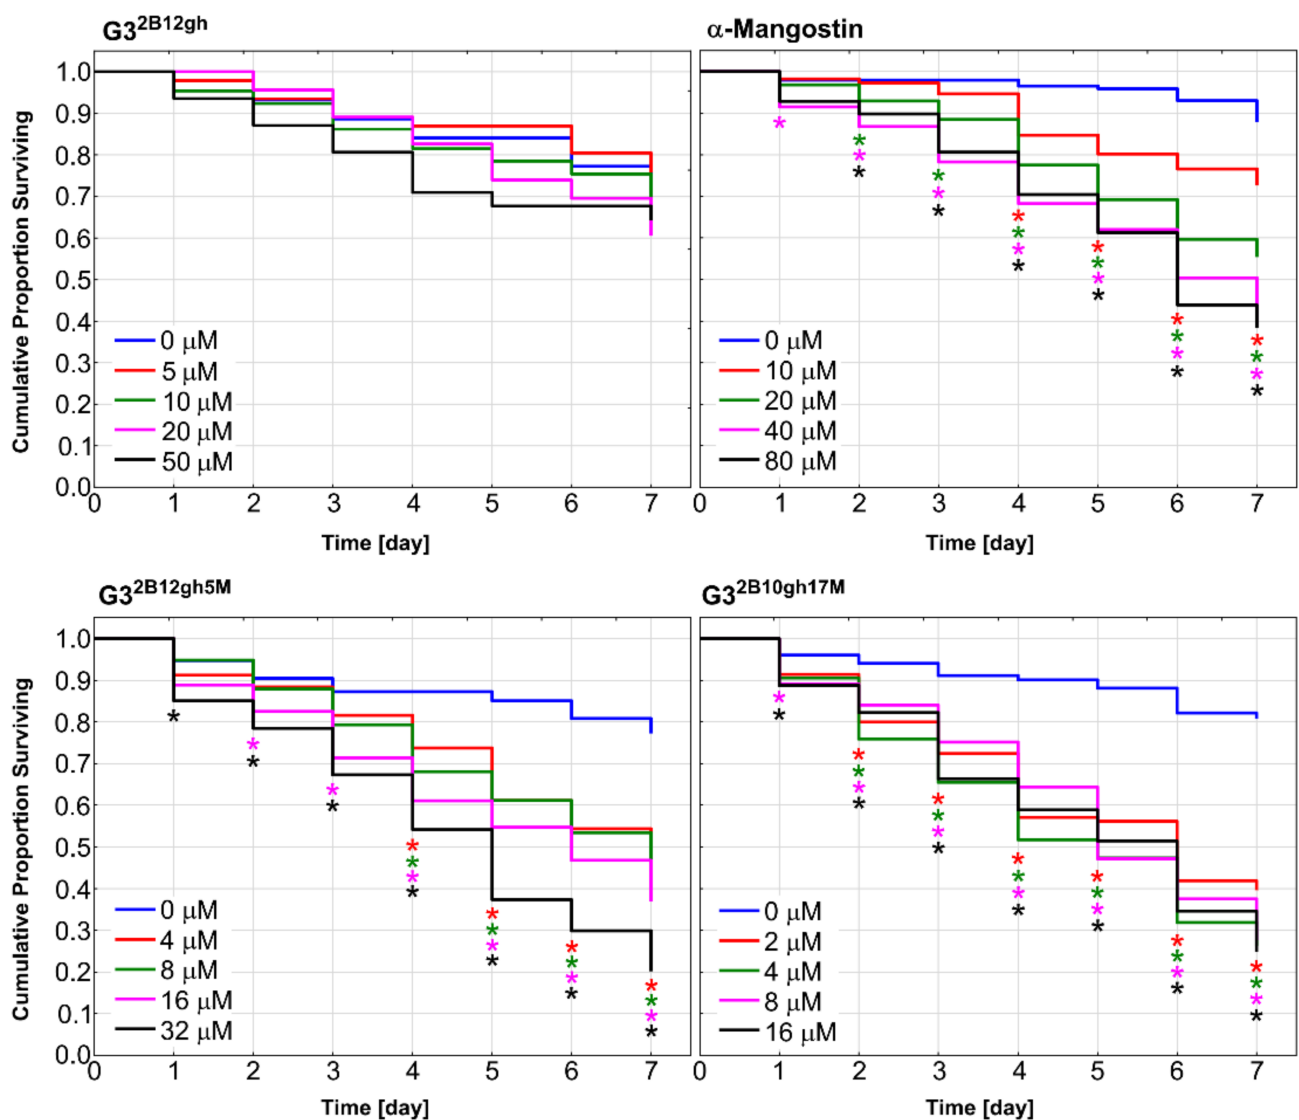 G3^2B12gh
Cumulative Proportion Surviving
1.0
0.9
0.8
0.7
0.6
0.5
0.4
0.3
0.2
0.1
0.0
0 μM
5 μM
10 μM
20 μM
50 μM
0 1 2 3 4 5 6 7
Time [day]
α-Mangostin
*
* * *
* * *
* * * *
* * * *
* * * *
* * * *
0 μM
10 μM
20 μM
40 μM
80 μM
0 1 2 3 4 5 6 7
Time [day]
G3^2B12gh5M
Cumulative Proportion Surviving
1.0
0.9
0.8
0.7
0.6
0.5
0.4
0.3
0.2
0.1
0.0
*
* *
* *
* * * *
* * * *
* * * *
* * * *
0 μM
4 μM
8 μM
16 μM
32 μM
0 1 2 3 4 5 6 7
Time [day]
G3^2B10gh17M
* *
* * * *
* * * *
* * * *
* * * *
* * * *
* * * *
0 μM
2 μM
4 μM
8 μM
16 μM
0 1 2 3 4 5 6 7
Time [day]